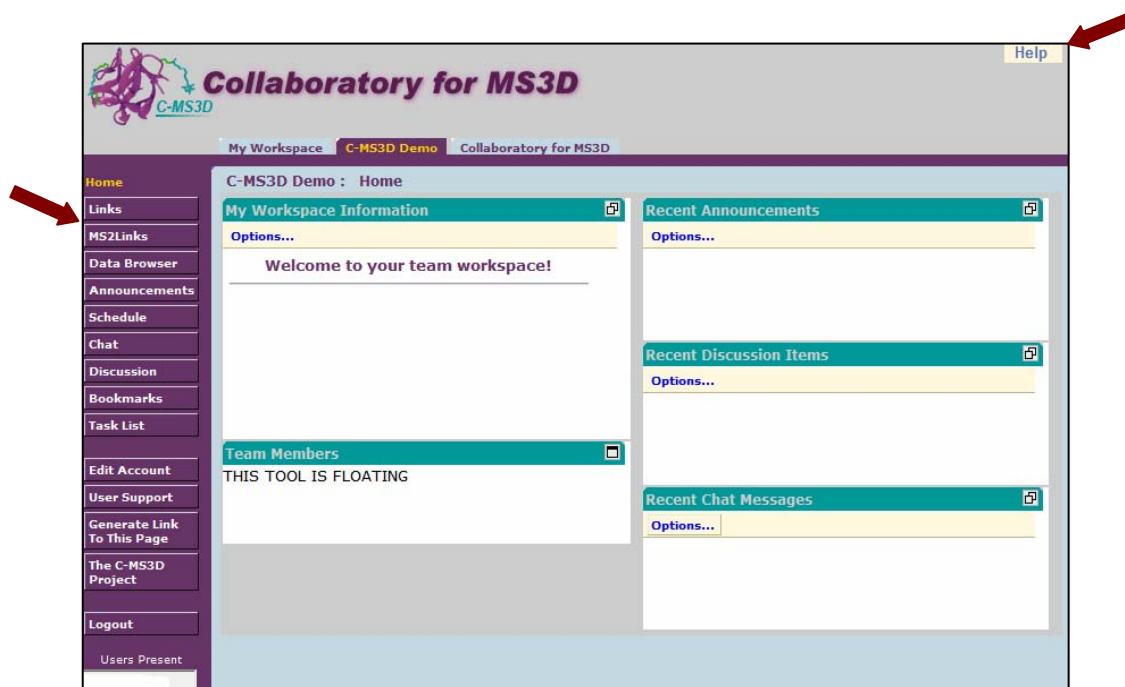 Help
Collaboratory for MS3D
C-MS3D
My Workspace C-MS3D Demo Collaboratory for MS3D
Home
Links
MS2Links
Data Browser
Announcements
Schedule
Chat
Discussion
Bookmarks
Task List
Edit Account
User Support
Generate Link
To This Page
The C-MS3D
Project
Logout
Users Present
C-MS3D Demo : Home
My Workspace Information
Options...
Welcome to your team workspace!
Team Members
THIS TOOL IS FLOATING
Recent Announcements
Options...
Recent Discussion Items
Options...
Recent Chat Messages
Options...